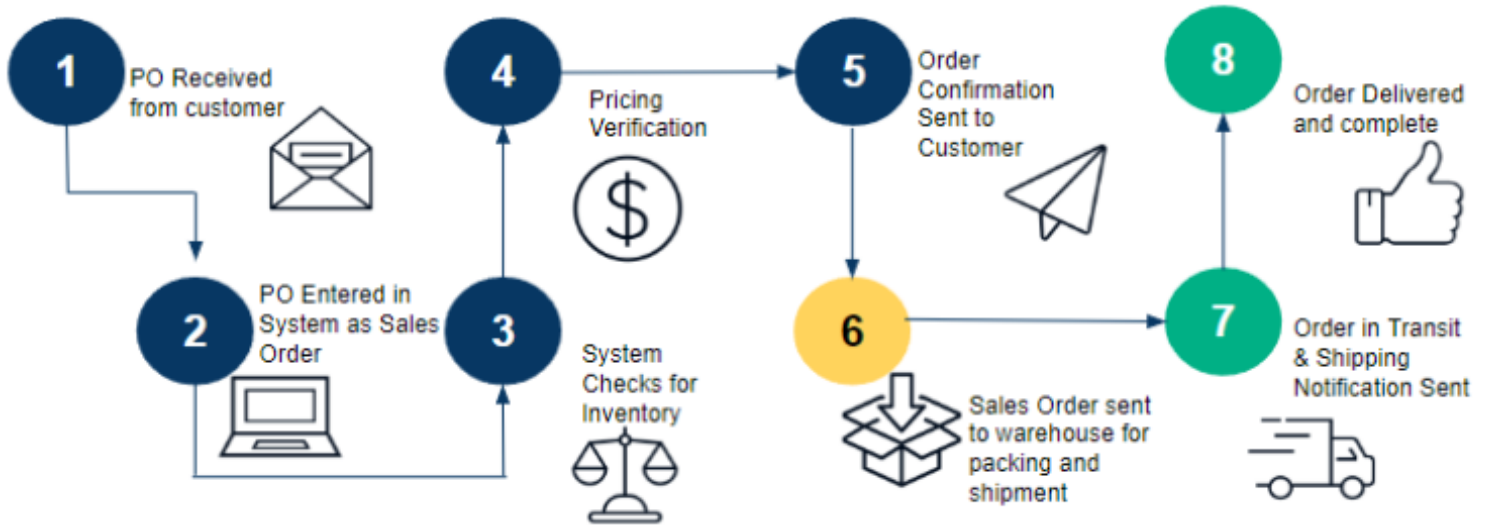 1
PO Received
from customer
2
PO Entered in
System as Sales
Order
3
System
Checks for
Inventory
4
Pricing
Verification
$
5
Order
Confirmation
Sent to
Customer
6
Sales Order sent
to warehouse for
packing and
shipment
7
Order in Transit
& Shipping
Notification Sent
8
Order Delivered
and complete